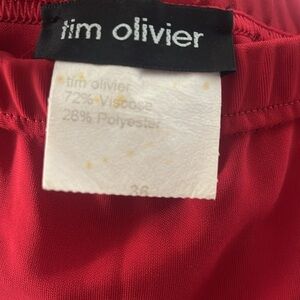 tim olivier
tim olivier
72% Viscose
28% Polyester
36